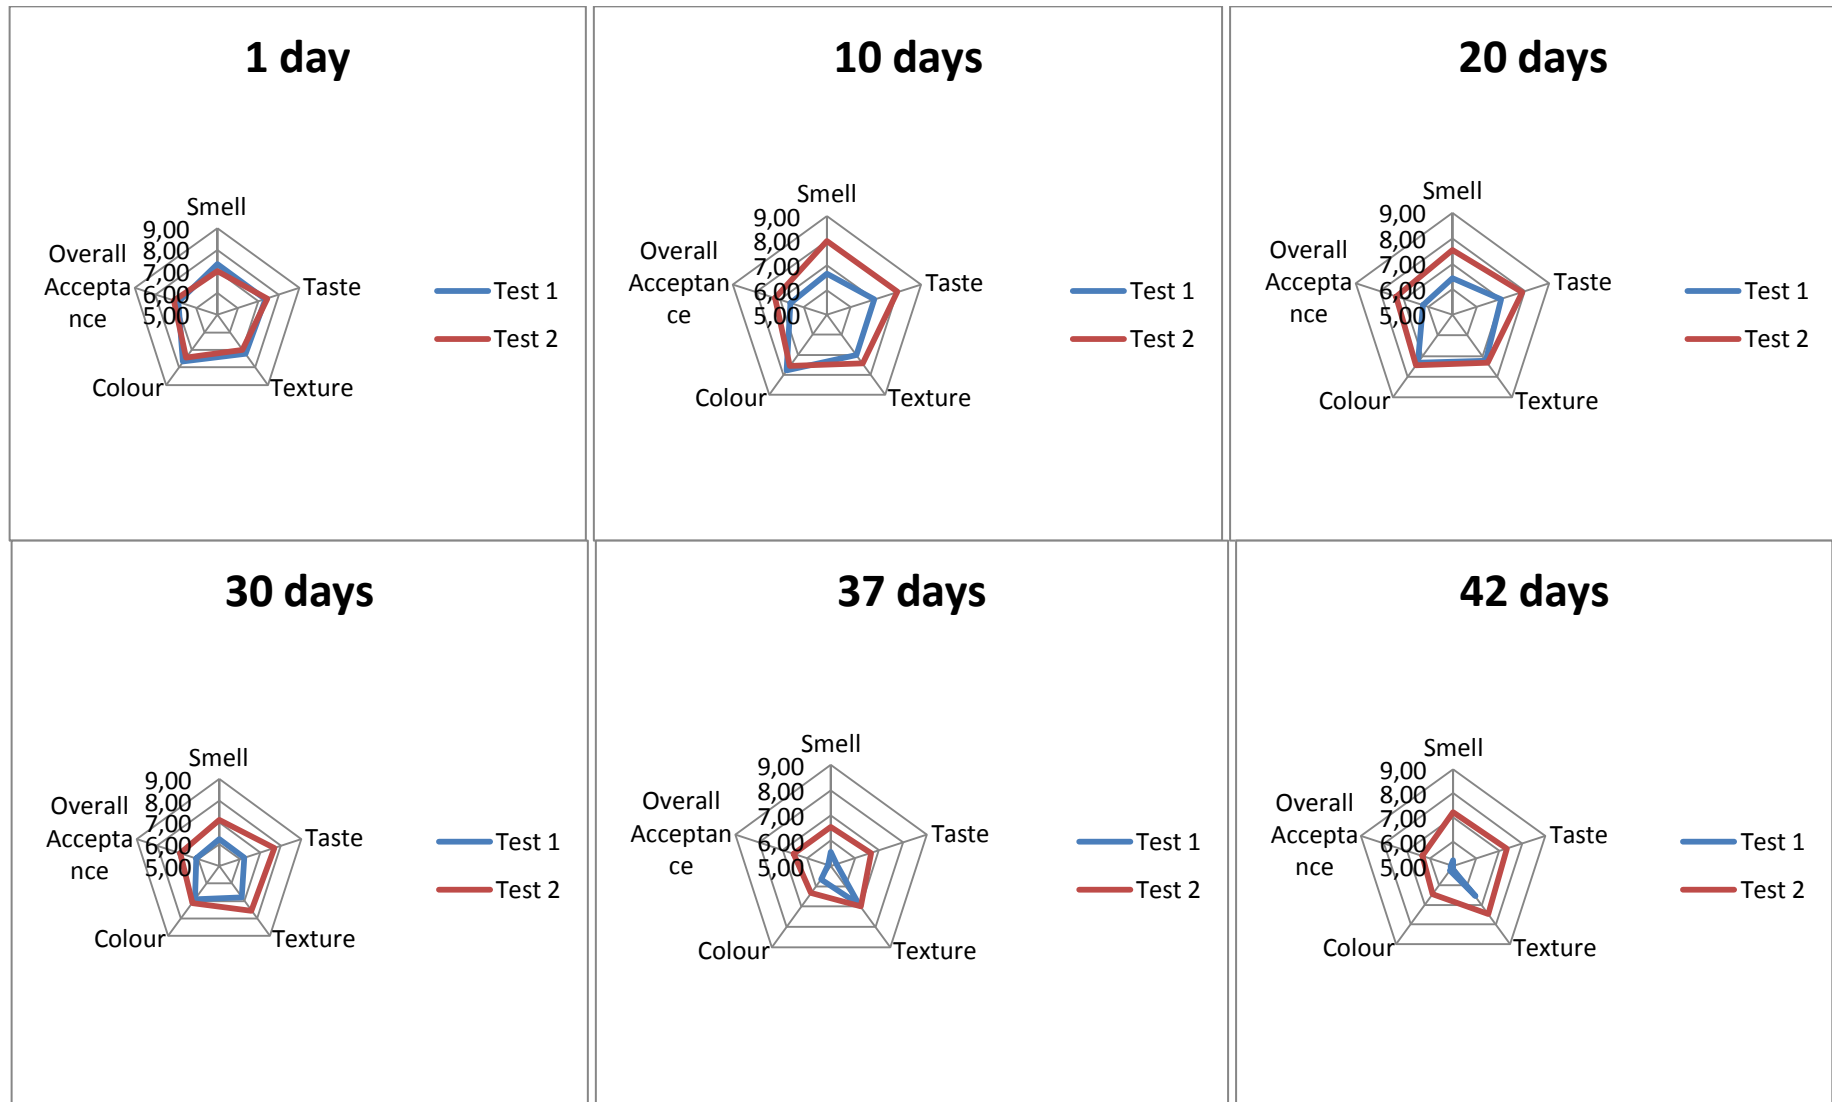 1 day
Smell
9,00
8,00
7,00
6,00
5,00
Overall
Accepta
nce
Taste
Colour
Texture
Test 1
Test 2
10 days
Smell
9,00
8,00
7,00
6,00
5,00
Overall
Acceptan
ce
Taste
Colour
Texture
Test 1
Test 2
20 days
Smell
9,00
8,00
7,00
6,00
5,00
Overall
Accepta
nce
Taste
Colour
Texture
Test 1
Test 2
30 days
Smell
9,00
8,00
7,00
6,00
5,00
Overall
Accepta
nce
Taste
Colour
Texture
Test 1
Test 2
37 days
Smell
9,00
8,00
7,00
6,00
5,00
Overall
Acceptan
ce
Taste
Colour
Texture
Test 1
Test 2
42 days
Smell
9,00
8,00
7,00
6,00
5,00
Overall
Accepta
nce
Taste
Colour
Texture
Test 1
Test 2